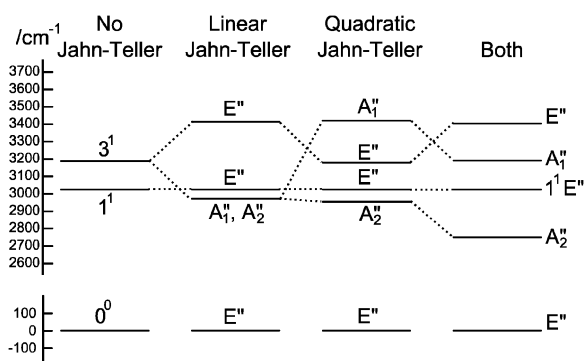 No Linear Quadratic
/cm⁻¹ Jahn-Teller Jahn-Teller Jahn-Teller Both
3700
3600
3500
3400
3300
3200
3100
3000
2900
2800
2700
2600
100
0
-100
3¹
1¹
0⁰
E"
E"
A₁", A₂"
E"
A₁"
E"
E"
A₂"
E"
E"
A₁"
1¹ E"
A₂"
E"